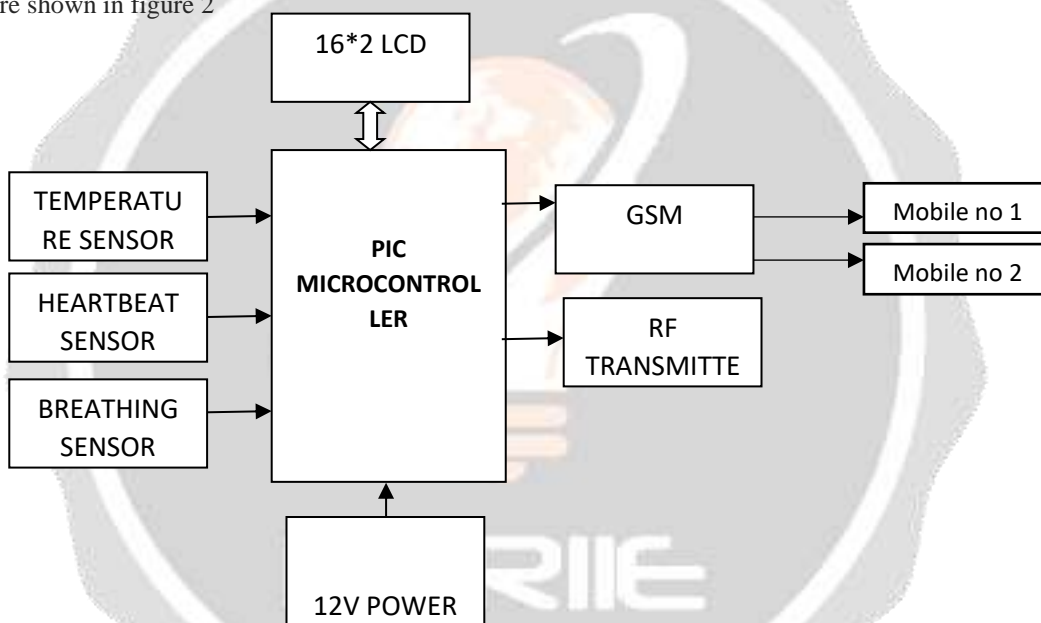 re shown in figure 2
16*2 LCD
TEMPERATU
RE SENSOR
HEARTBEAT
SENSOR
BREATHING
SENSOR
PIC
MICROCONTROL
LER
GSM
RF
TRANSMITTE
Mobile no 1
Mobile no 2
12V POWER
RIIE